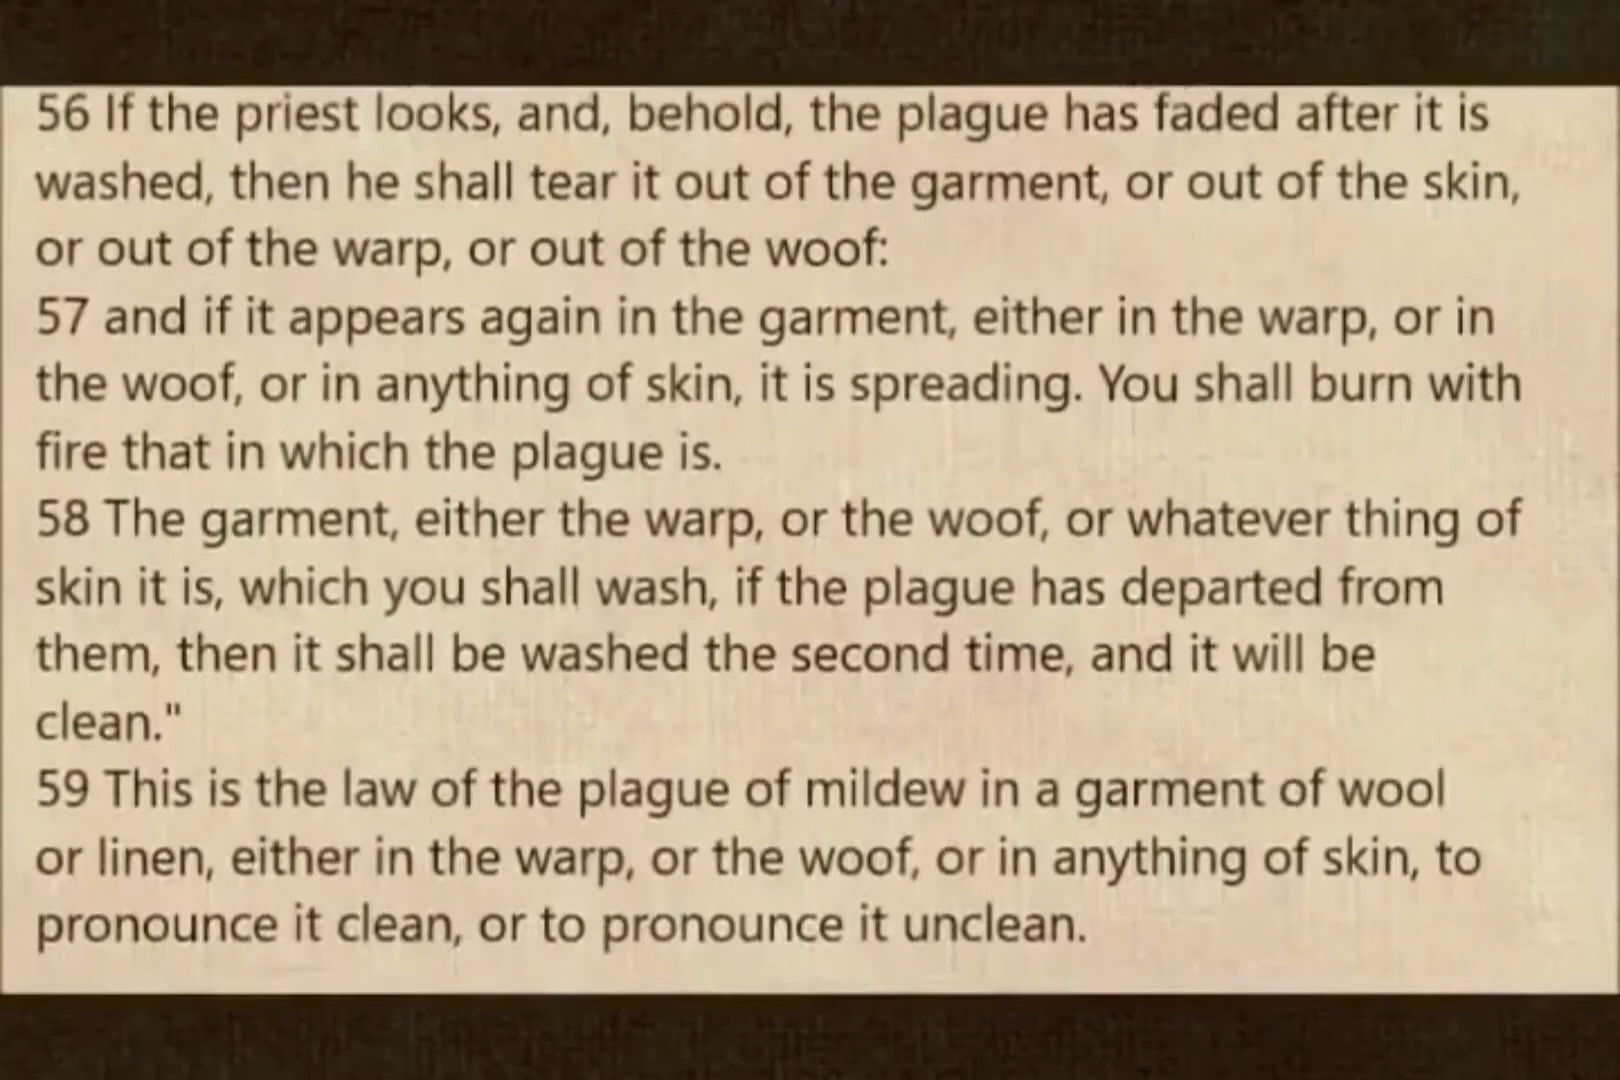 56 If the priest looks, and, behold, the plague has faded after it is
washed, then he shall tear it out of the garment, or out of the skin,
or out of the warp, or out of the woof:
57 and if it appears again in the garment, either in the warp, or in
the woof, or in anything of skin, it is spreading. You shall burn with
fire that in which the plague is.
58 The garment, either the warp, or the woof, or whatever thing of
skin it is, which you shall wash, if the plague has departed from
them, then it shall be washed the second time, and it will be
clean."
59 This is the law of the plague of mildew in a garment of wool
or linen, either in the warp, or the woof, or in anything of skin, to
pronounce it clean, or to pronounce it unclean.